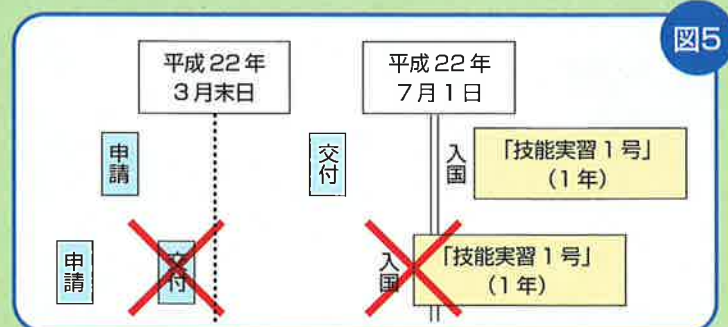 図5
平成22年
3月末日
平成22年
7月1日
申請
交付
入国
「技能実習1号」
(1年)
申請
交付
入国
「技能実習1号」
(1年)